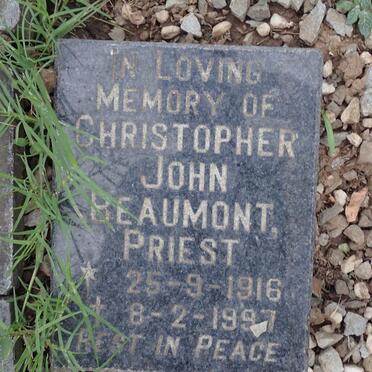 IN LOVING
MEMORY OF
CHRISTOPHER
JOHN
BEAUMONT,
PRIEST
* 25-9-1916
+ 8-2-1997
REST IN PEACE